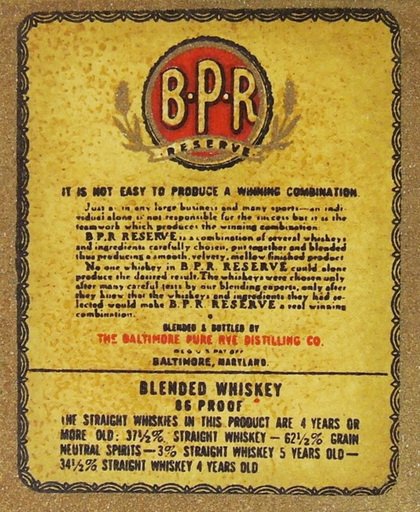 B·P·R
RESERVE
IT IS NOT EASY TO PRODUCE A WINNING COMBINATION.
Just as in any large business and many sports—an indi-
vidual alone is not responsible for the success but it is the
teamwork which produces the winning combination.
B.P.R. RESERVE is a combination of several whiskeys
and ingredients carefully chosen, put together and blended
thus producing a smooth, velvety, mellow finished product
No one whiskey in B.P.R. RESERVE could alone
produce the desired result. The whiskeys were chosen only
after many careful tests by our blending experts, only after
they knew that the whiskeys and ingredients they had se-
lected would make B.P.R. RESERVE a real winning
combination.
BLENDED & BOTTLED BY
THE BALTIMORE PURE RYE DISTILLING CO.
REG U S PAT OFF
BALTIMORE, MARYLAND.
BLENDED WHISKEY
86 PROOF
THE STRAIGHT WHISKIES IN THIS PRODUCT ARE 4 YEARS OR
MORE OLD: 37½% STRAIGHT WHISKEY — 62½% GRAIN
NEUTRAL SPIRITS — 3% STRAIGHT WHISKEY 5 YEARS OLD —
34½% STRAIGHT WHISKEY 4 YEARS OLD